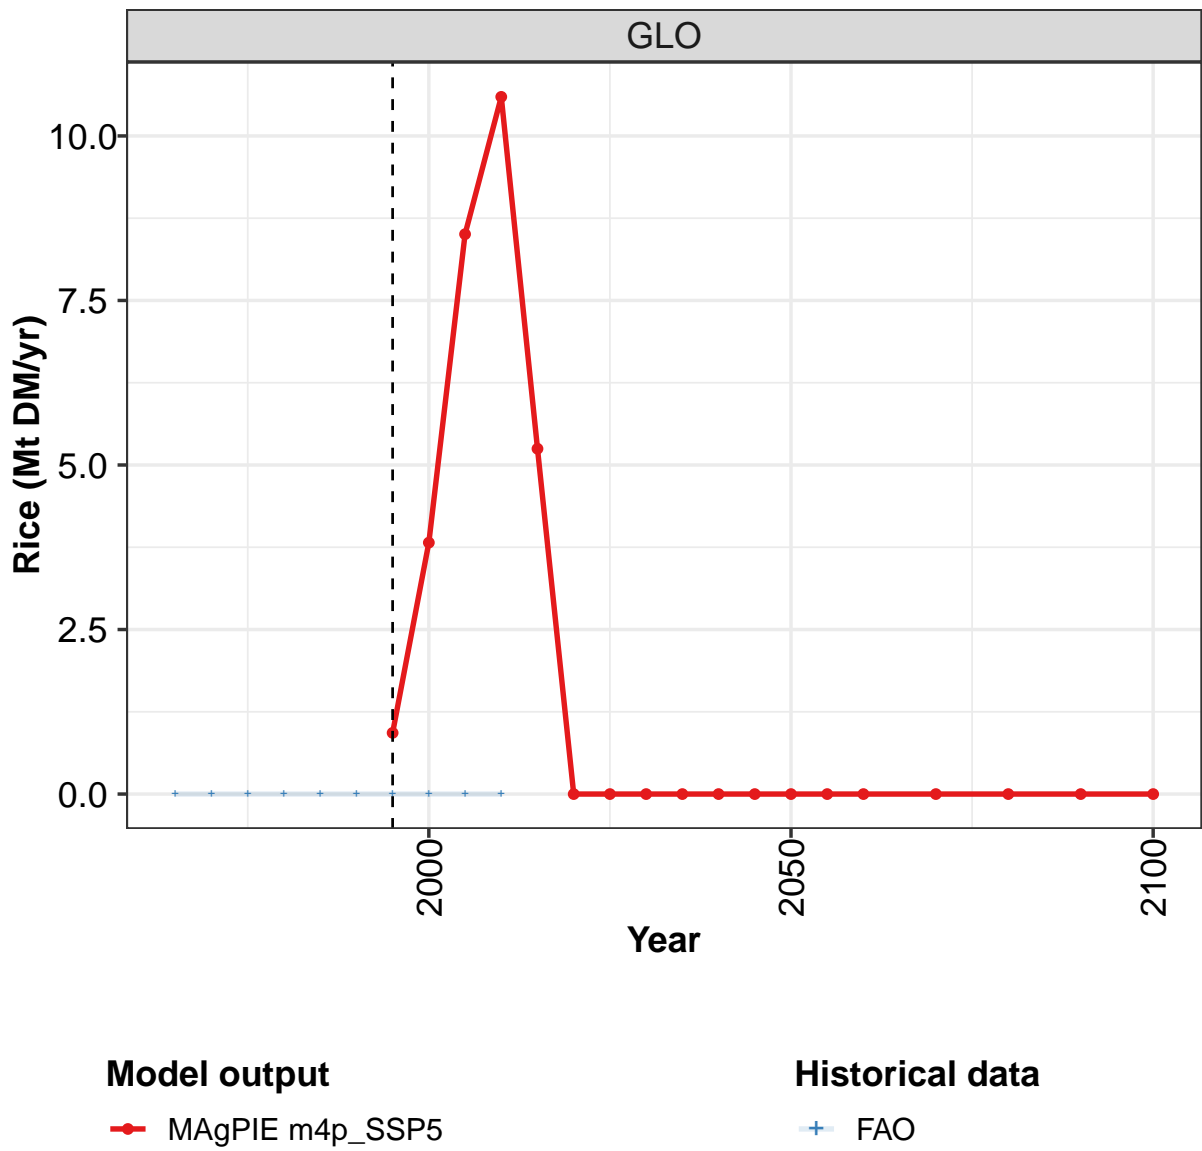 GLO
10.0
7.5
5.0
2.5
0.0
Rice (Mt DM/yr)
2000
2050
2100
Year
Model output
Historical data
MAgPIE m4p_SSP5
FAO